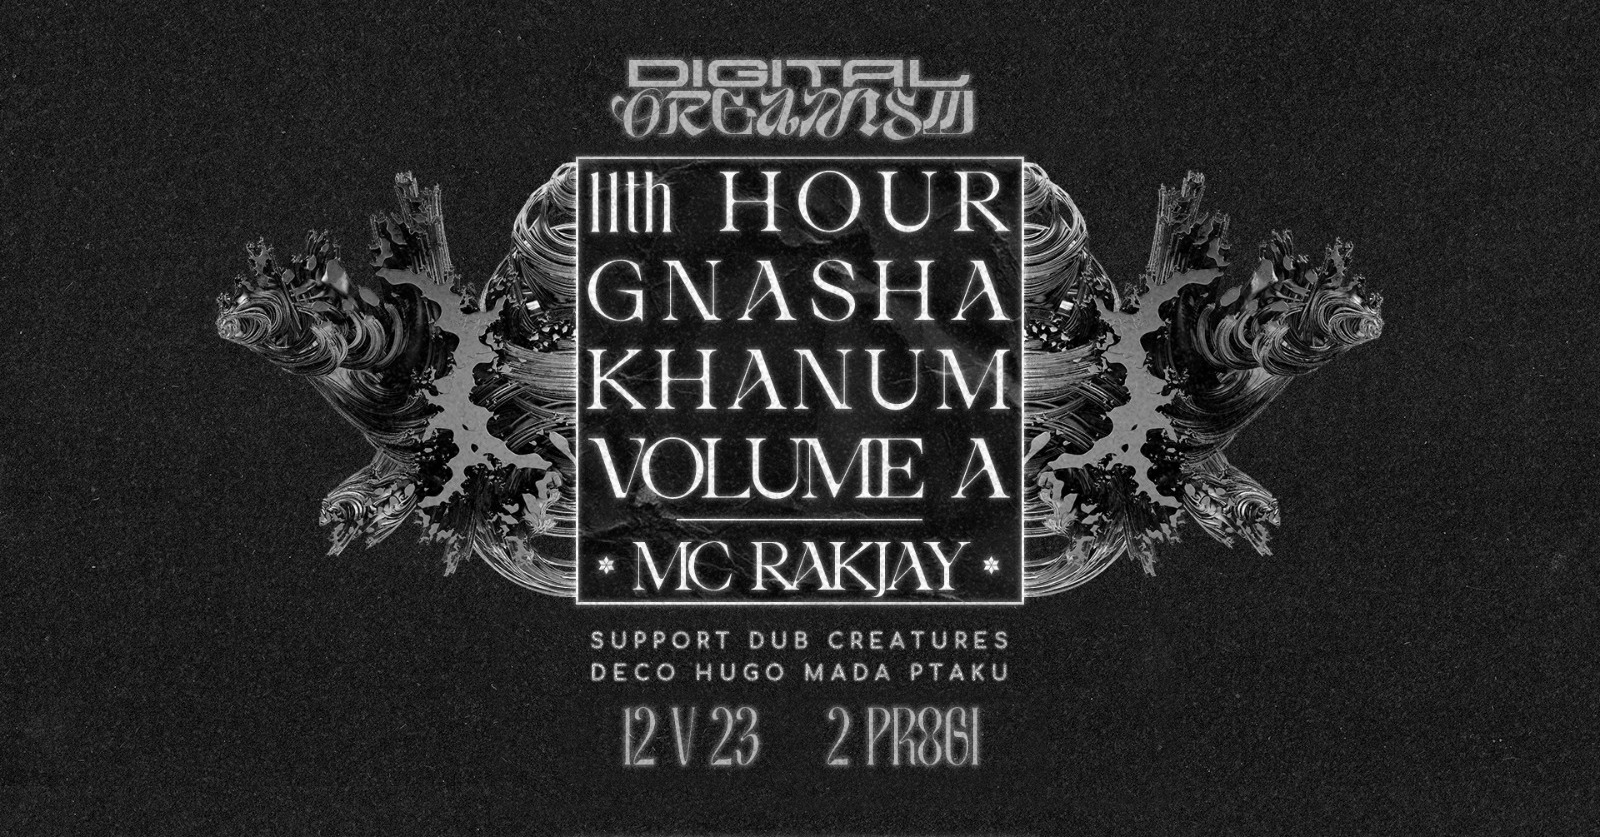 DIGITAL
ORGANISM
11th HOUR
GNASHA
KHANUM
VOLUME A
MC RAKJAY
SUPPORT DUB CREATURES
DECO HUGO MADA PTAKU
12 V 23 2 PR8GI